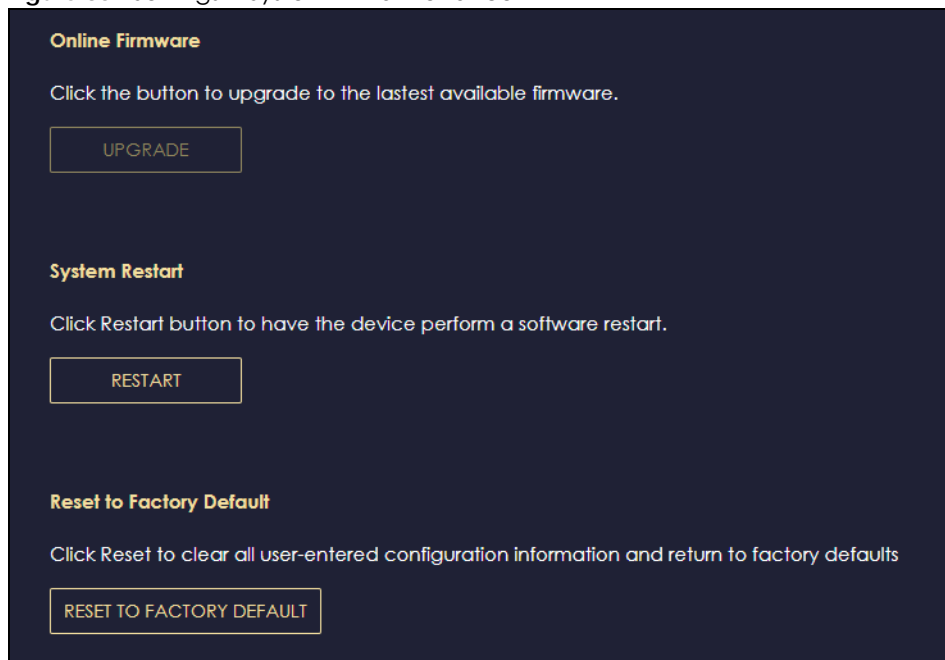 Online Firmware
Click the button to upgrade to the lastest available firmware.
UPGRADE
System Restart
Click Restart button to have the device perform a software restart.
RESTART
Reset to Factory Default
Click Reset to clear all user-entered configuration information and return to factory defaults
RESET TO FACTORY DEFAULT